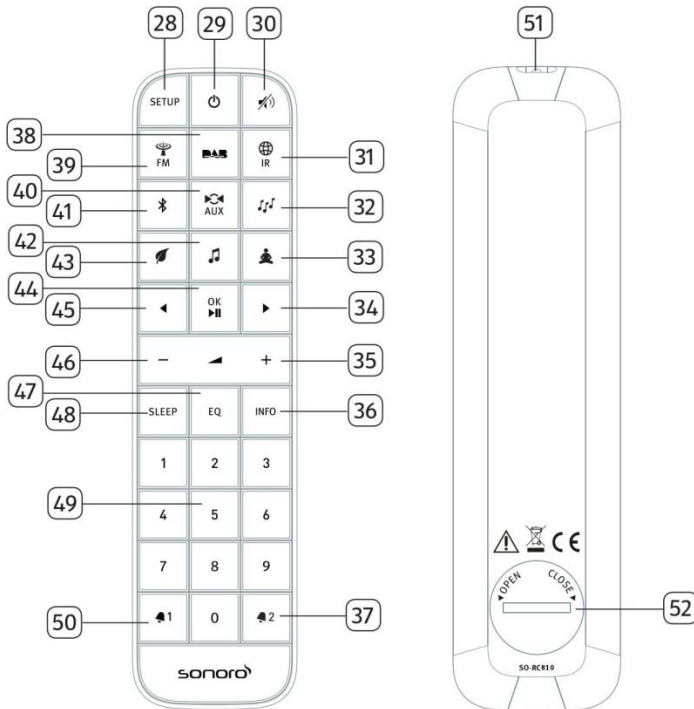 28 29 30 51
SETUP
38
39 FM DAB IR 31
40
41 AUX 32
42
43 33
44
45 OK 34
46 − + 35
47
48 SLEEP EQ INFO 36
1 2 3
49
4 5 6
7 8 9
50 1 0 2 37
sonoro
CE
OPEN CLOSE
52
SO-RC810